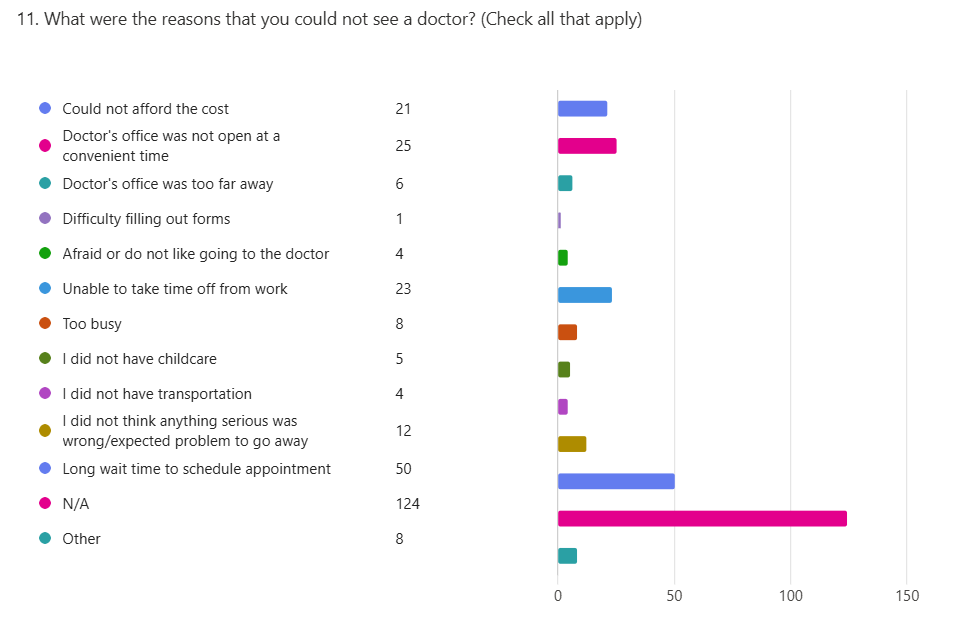 11. What were the reasons that you could not see a doctor? (Check all that apply)
Could not afford the cost 21
Doctor's office was not open at a
convenient time 25
Doctor's office was too far away 6
Difficulty filling out forms 1
Afraid or do not like going to the doctor 4
Unable to take time off from work 23
Too busy 8
I did not have childcare 5
I did not have transportation 4
I did not think anything serious was
wrong/expected problem to go away 12
Long wait time to schedule appointment 50
N/A 124
Other 8
0 50 100 150